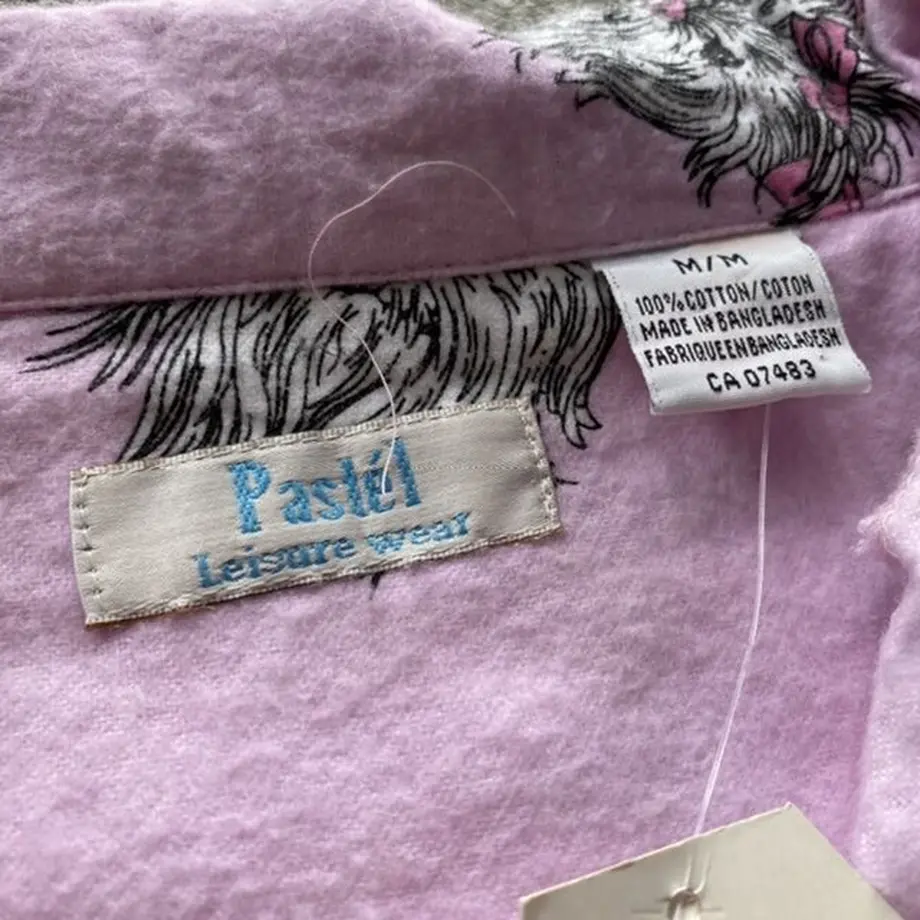 M/M
100% COTTON/COTON
MADE IN BANGLADESH
FABRIQUEENBANGLADESH
CA 07483
Pastél
Leisure wear